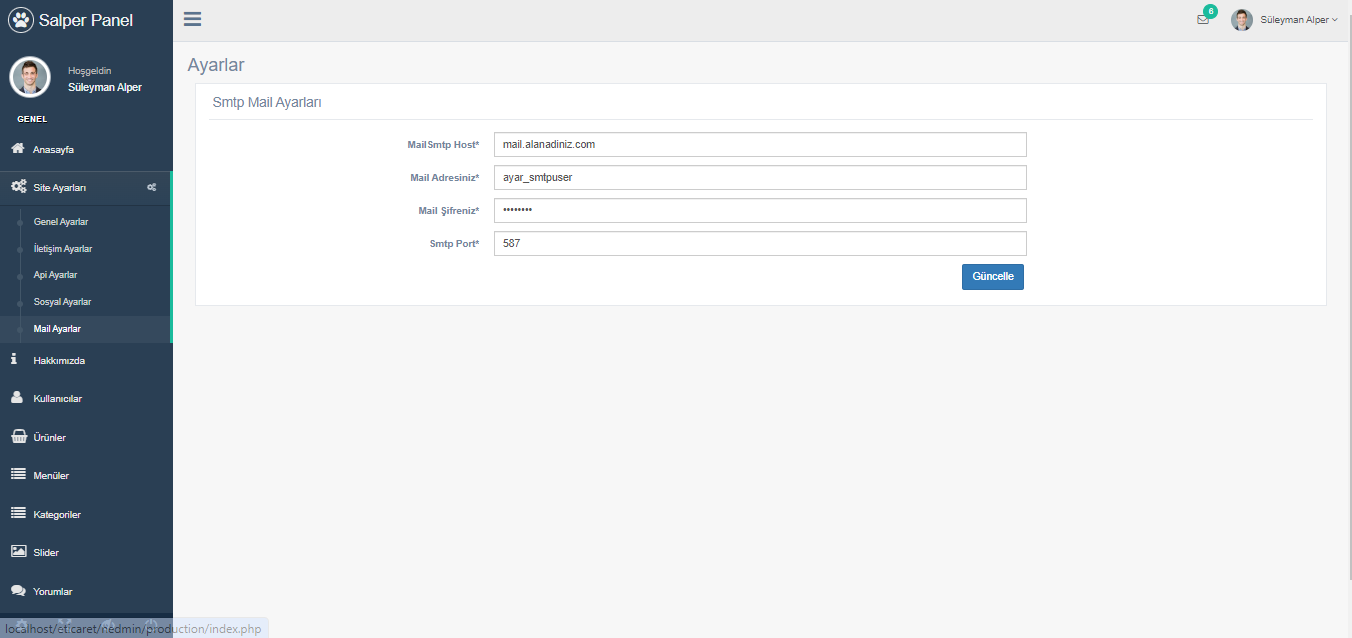 Salper Panel
6
Süleyman Alper
Hoşgeldin
Süleyman Alper
GENEL
Anasayfa
Site Ayarları
Genel Ayarlar
İletişim Ayarlar
Api Ayarlar
Sosyal Ayarlar
Mail Ayarlar
Hakkımızda
Kullanıcılar
Ürünler
Menüler
Kategoriler
Slider
Yorumlar
Ayarlar
Smtp Mail Ayarları
MailSmtp Host*
mail.alanadiniz.com
Mail Adresiniz*
ayar_smtpuser
Mail Şifreniz*
••••••••
Smtp Port*
587
Güncelle
localhost/eticaret/nedmin/production/index.php